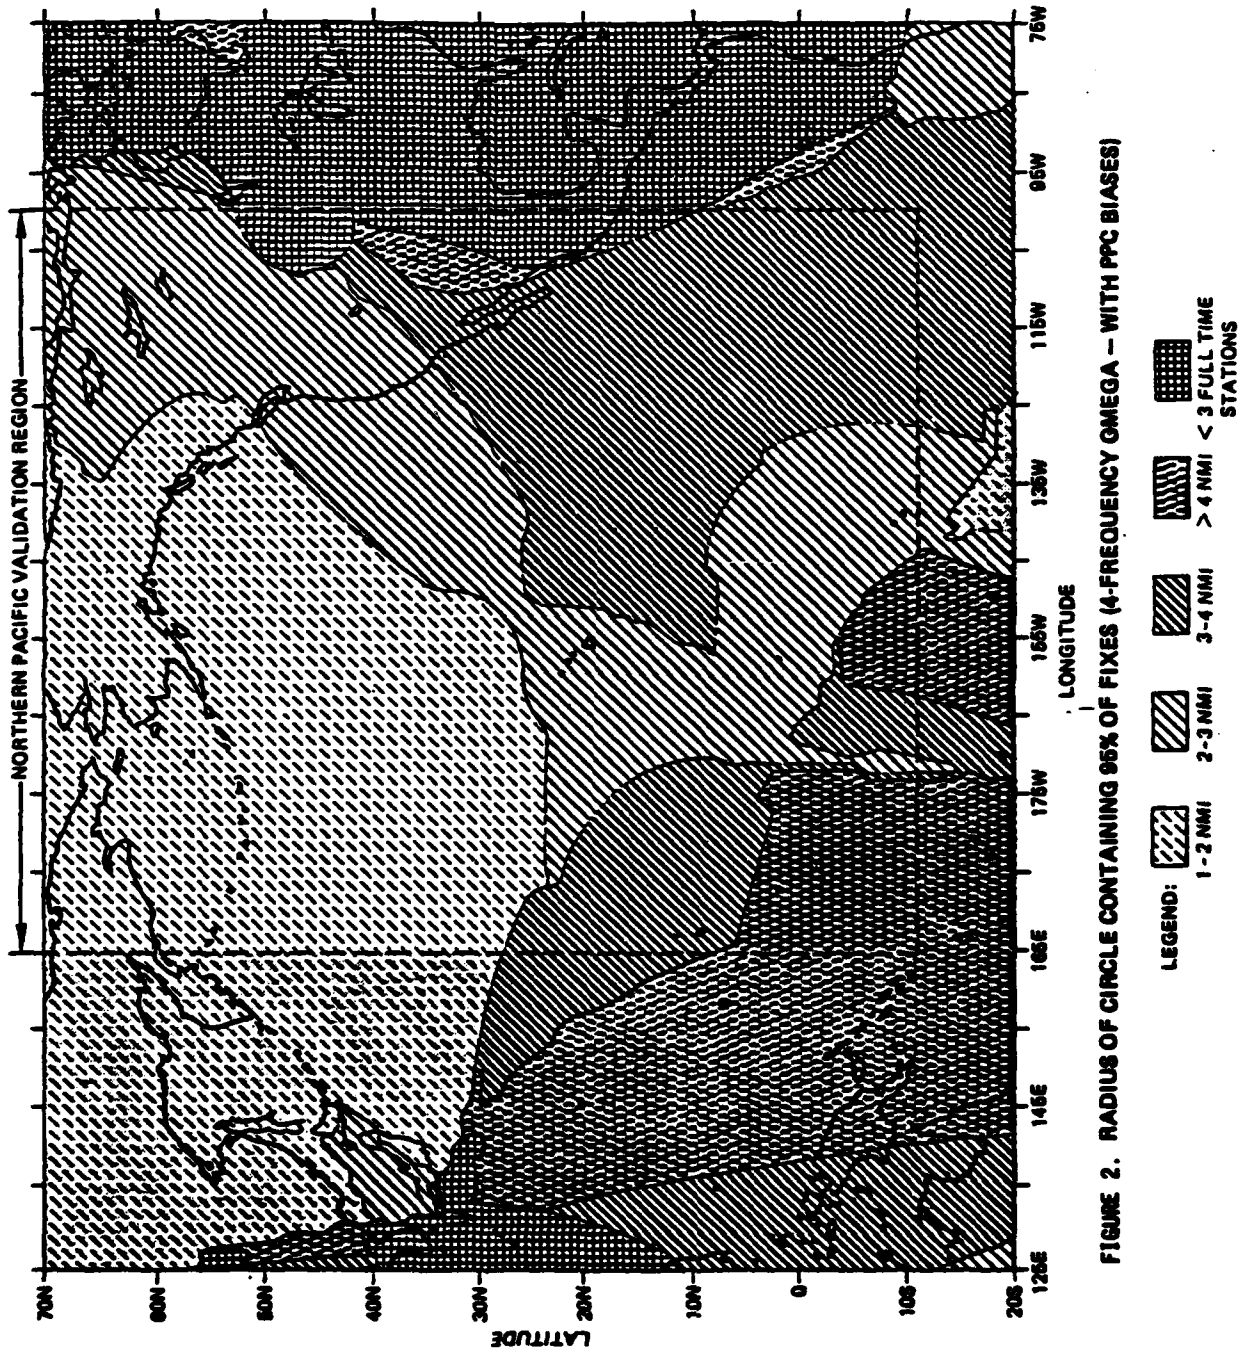 NORTHERN PACIFIC VALIDATION REGION
LATITUDE
70N
60N
50N
40N
30N
20N
10N
0
10S
20S
125E
145E
165E
175W
155W
135W
115W
95W
75W
LONGITUDE
FIGURE 2. RADIUS OF CIRCLE CONTAINING 95% OF FIXES (4-FREQUENCY OMEGA – WITH PPC BIASES)
LEGEND:
1-2 NMI
2-3 NMI
3-4 NMI
> 4 NMI
< 3 FULL TIME
STATIONS